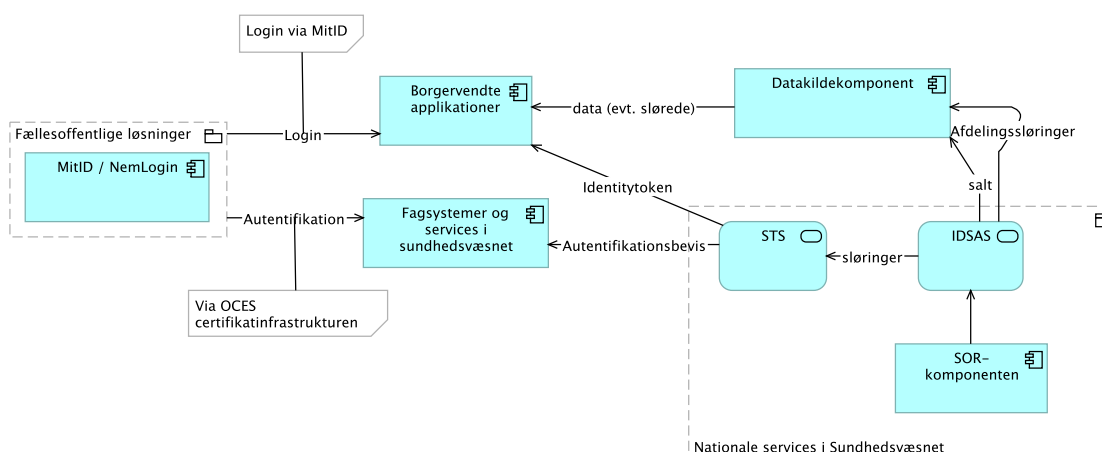 Login via MitID
Borgervendte
applikationer
Datakildekomponent
data (evt. slørede)
Fællesoffentlige løsninger
Login
Afdelingssløringer
MitID / NemLogin
salt
Identitytoken
Autentifikation
Fagsystemer og
services i
sundhedsvæsnet
Autentifikationsbevis
STS
IDSAS
sløringer
Via OCES
certifikatinfrastrukturen
SOR-
komponenten
Nationale services i Sundhedsvæsnet